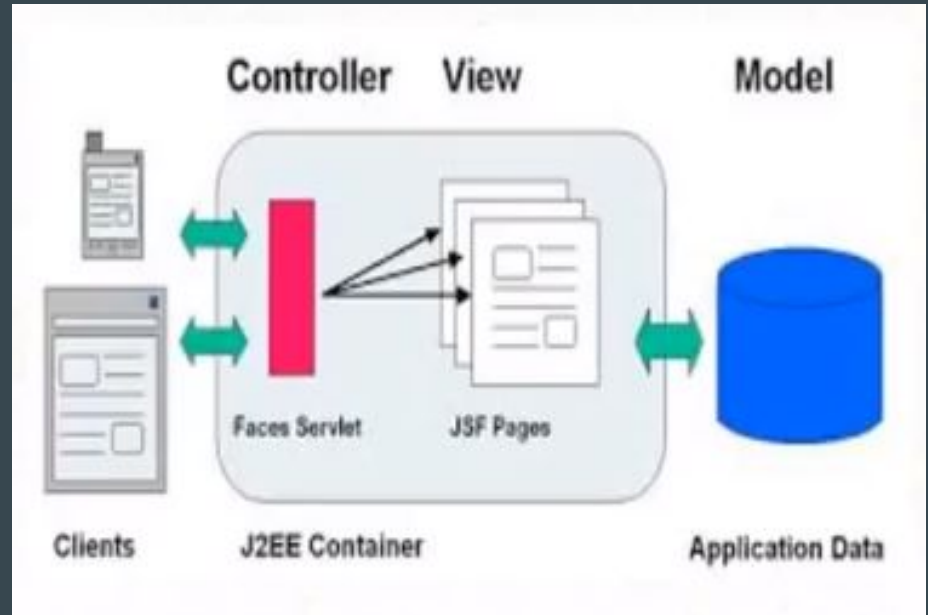 Controller View Model
Faces Servlet JSF Pages
Clients J2EE Container Application Data